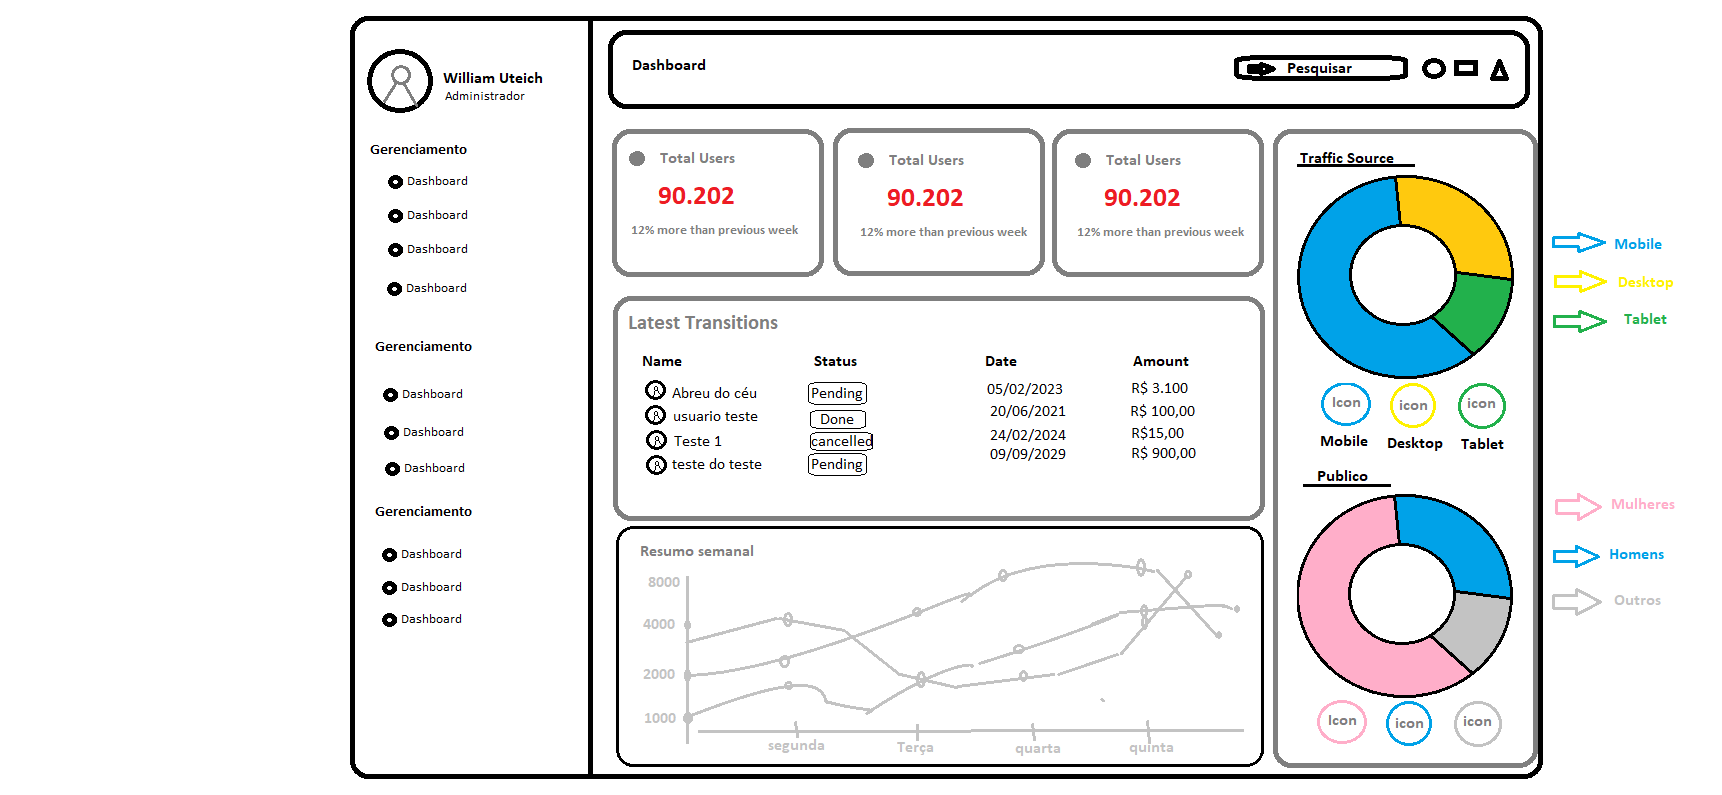 William Uteich
Administrador
Gerenciamento
Dashboard
Dashboard
Dashboard
Dashboard
Gerenciamento
Dashboard
Dashboard
Dashboard
Gerenciamento
Dashboard
Dashboard
Dashboard
Dashboard
Pesquisar
Total Users
90.202
12% more than previous week
Total Users
90.202
12% more than previous week
Total Users
90.202
12% more than previous week
Latest Transitions
Name Status Date Amount
Abreu do céu Pending 05/02/2023 R$ 3.100
usuario teste Done 20/06/2021 R$ 100,00
Teste 1 cancelled 24/02/2024 R$15,00
teste do teste Pending 09/09/2029 R$ 900,00
Resumo semanal
8000
4000
2000
1000
segunda Terça quarta quinta
Traffic Source
Icon icon icon
Mobile Desktop Tablet
Publico
Icon icon icon
Mobile
Desktop
Tablet
Mulheres
Homens
Outros